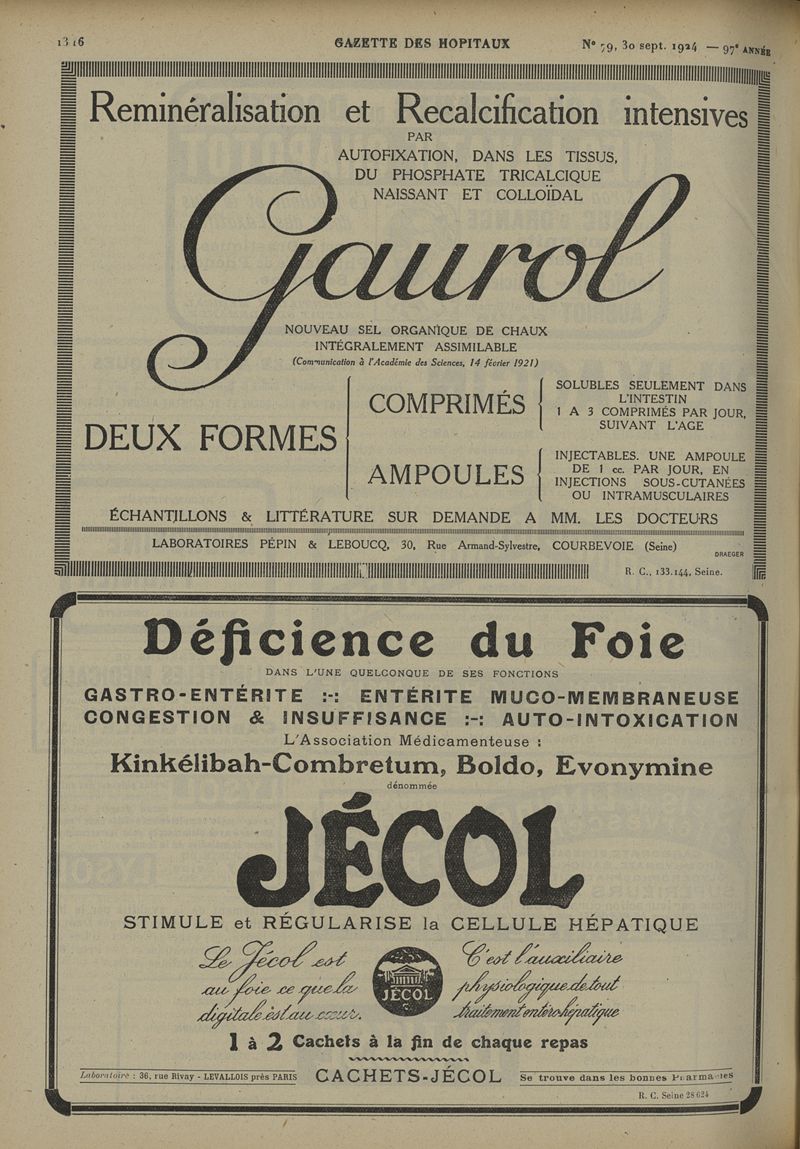 1316 GAZETTE DES HOPITAUX N° 79, 30 sept. 1924 — 97e ANNÉE
Reminéralisation et Recalcification intensives
PAR
AUTOFIXATION, DANS LES TISSUS,
DU PHOSPHATE TRICALCIQUE
NAISSANT ET COLLOÏDAL
Gaurol
NOUVEAU SEL ORGANIQUE DE CHAUX
INTÉGRALEMENT ASSIMILABLE
(Communication à l'Académie des Sciences, 14 février 1921)
DEUX FORMES
COMPRIMÉS
SOLUBLES SEULEMENT DANS
L'INTESTIN
1 A 3 COMPRIMÉS PAR JOUR,
SUIVANT L'AGE
AMPOULES
INJECTABLES. UNE AMPOULE
DE 1 cc. PAR JOUR, EN
INJECTIONS SOUS-CUTANÉES
OU INTRAMUSCULAIRES
ÉCHANTILLONS & LITTÉRATURE SUR DEMANDE A MM. LES DOCTEURS
LABORATOIRES PÉPIN & LEBOUCQ, 30, Rue Armand-Sylvestre, COURBEVOIE (Seine)
DRAEGER
R. C., 133.144, Seine.
Déficience du Foie
DANS L'UNE QUELCONQUE DE SES FONCTIONS
GASTRO-ENTÉRITE :-: ENTÉRITE MUCO-MEMBRANEUSE
CONGESTION & INSUFFISANCE :-: AUTO-INTOXICATION
L'Association Médicamenteuse :
Kinkélibah-Combretum, Boldo, Evonymine
dénommée
JÉCOL
STIMULE et RÉGULARISE la CELLULE HÉPATIQUE
Le Jécol est
au foie ce que la
digitale est au cœur.
JÉCOL
C'est l'auxiliaire
physiologique de tout
traitement entéro-hépatique
1 à 2 Cachets à la fin de chaque repas
Laboratoire : 36, rue Rivay - LEVALLOIS près PARIS CACHETS-JÉCOL Se trouve dans les bonnes Pharmacies
R. C. Seine 28 624